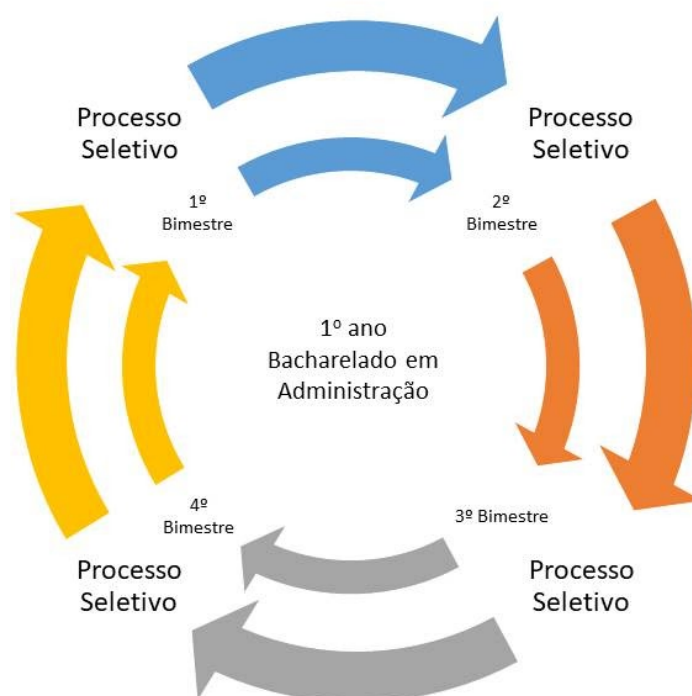 Processo
Seletivo
Processo
Seletivo
1º
Bimestre
2º
Bimestre
1º ano
Bacharelado em
Administração
4º
Bimestre
3º Bimestre
Processo
Seletivo
Processo
Seletivo